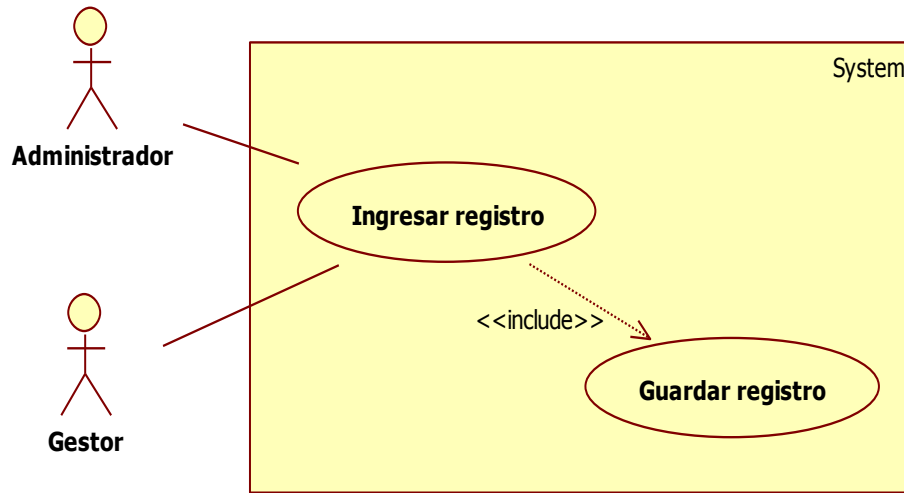 System
Administrador
Ingresar registro
<<include>>
Guardar registro
Gestor